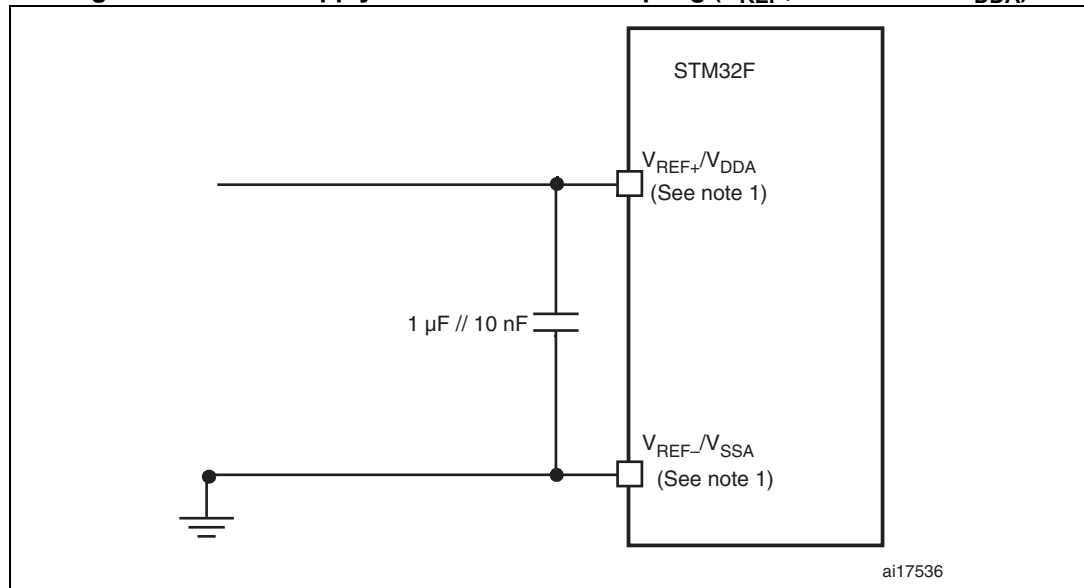 STM32F
VREF+/VDDA
(See note 1)
1 µF // 10 nF
VREF–/VSSA
(See note 1)
ai17536